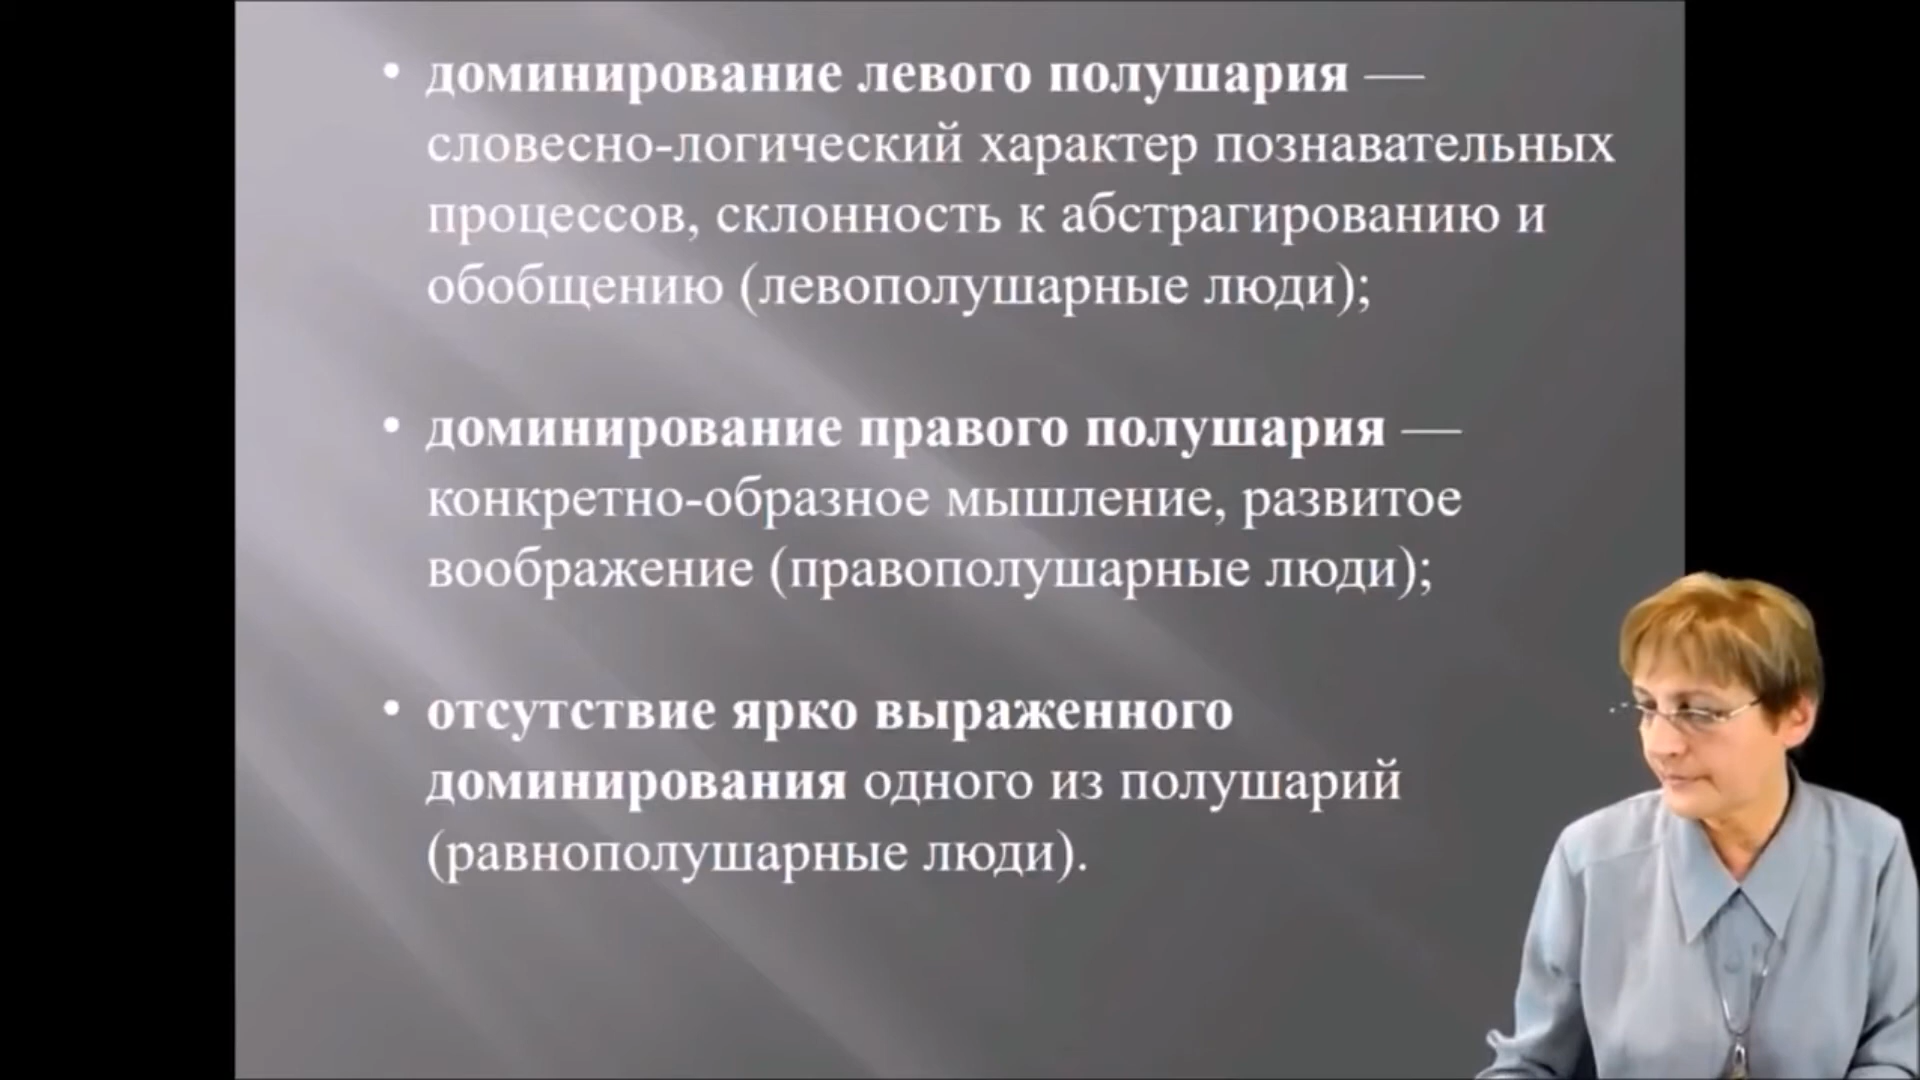 • доминирование левого полушария —
словесно-логический характер познавательных
процессов, склонность к абстрагированию и
обобщению (левополушарные люди);
• доминирование правого полушария —
конкретно-образное мышление, развитое
воображение (правополушарные люди);
• отсутствие ярко выраженного
доминирования одного из полушарий
(равнополушарные люди).